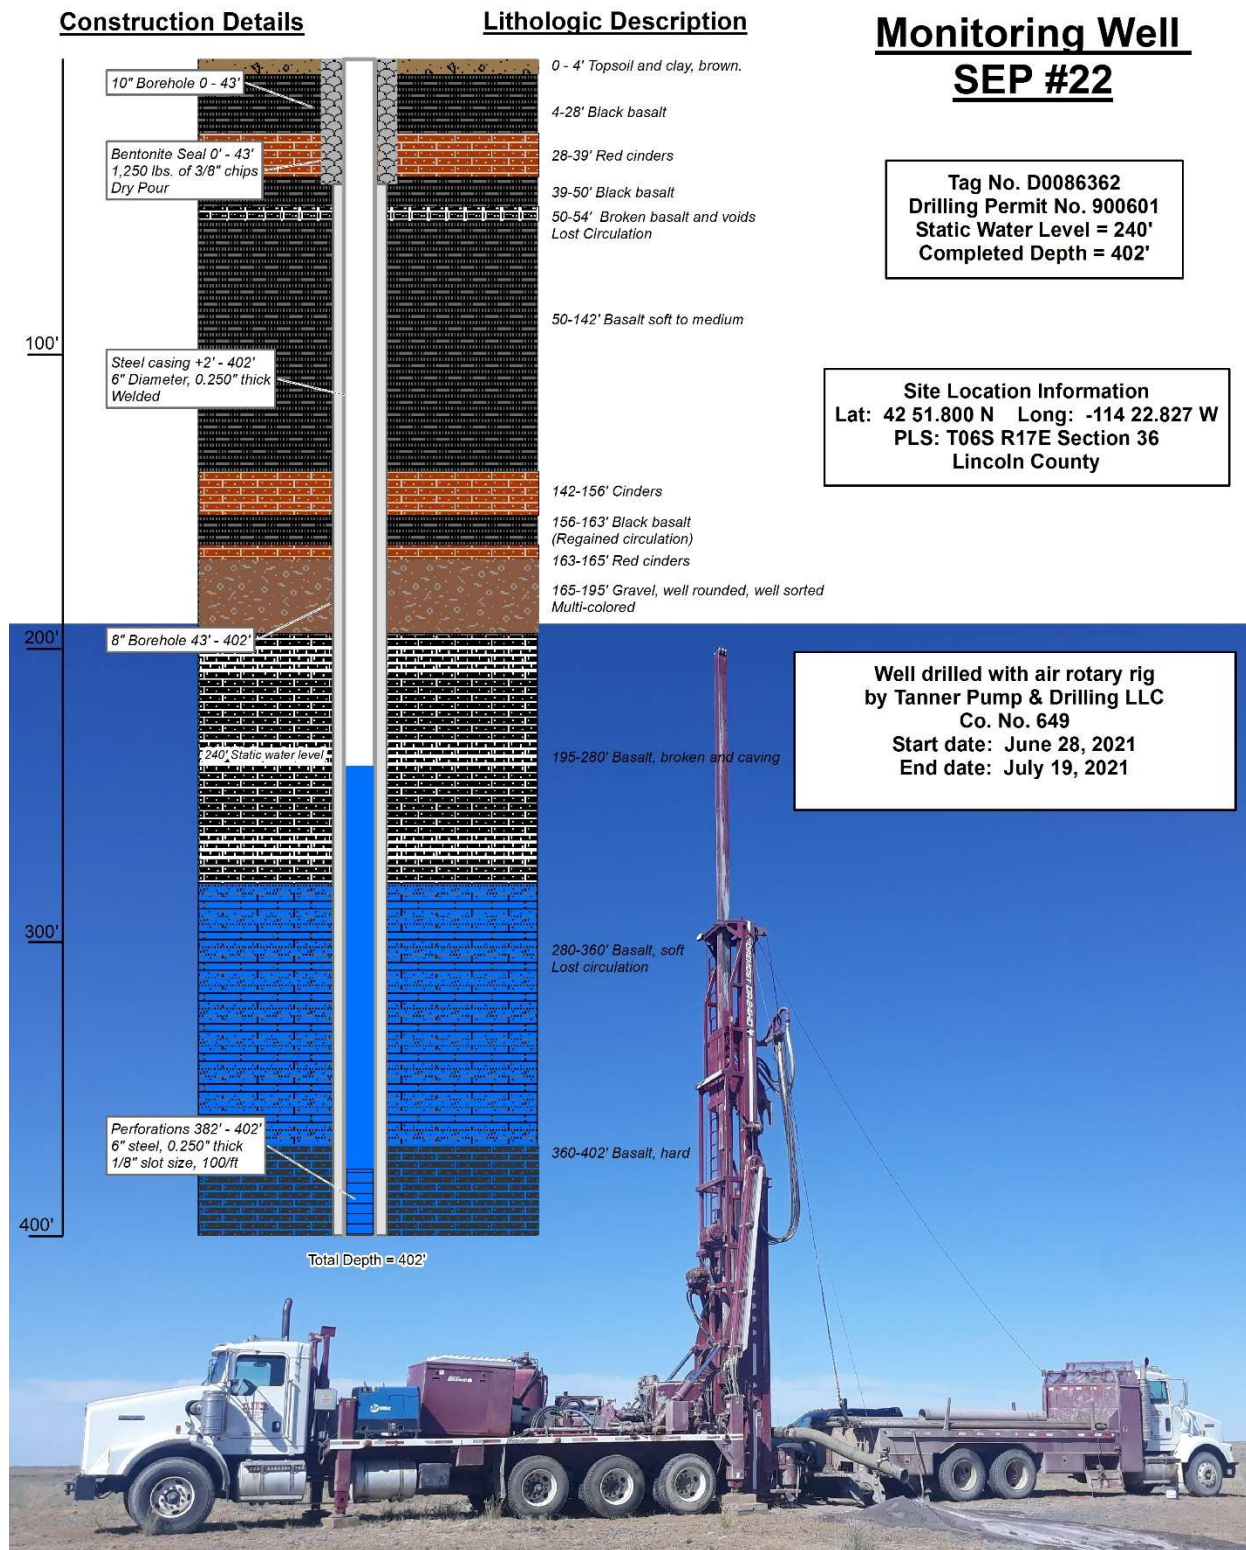 Construction Details
Lithologic Description
Monitoring Well
SEP #22
10" Borehole 0 - 43'
Bentonite Seal 0' - 43'
1,250 lbs. of 3/8" chips
Dry Pour
Steel casing +2' - 402'
6" Diameter, 0.250" thick
Welded
8" Borehole 43' - 402'
240' Static water level
Perforations 382' - 402'
6" steel, 0.250" thick
1/8" slot size, 100/ft
100'
200'
300'
400'
Total Depth = 402'
0 - 4' Topsoil and clay, brown.
4-28' Black basalt
28-39' Red cinders
39-50' Black basalt
50-54' Broken basalt and voids
Lost Circulation
50-142' Basalt soft to medium
142-156' Cinders
156-163' Black basalt
(Regained circulation)
163-165' Red cinders
165-195' Gravel, well rounded, well sorted
Multi-colored
195-280' Basalt, broken and caving
280-360' Basalt, soft
Lost circulation
360-402' Basalt, hard
Tag No. D0086362
Drilling Permit No. 900601
Static Water Level = 240'
Completed Depth = 402'
Site Location Information
Lat: 42 51.800 N Long: -114 22.827 W
PLS: T06S R17E Section 36
Lincoln County
Well drilled with air rotary rig
by Tanner Pump & Drilling LLC
Co. No. 649
Start date: June 28, 2021
End date: July 19, 2021